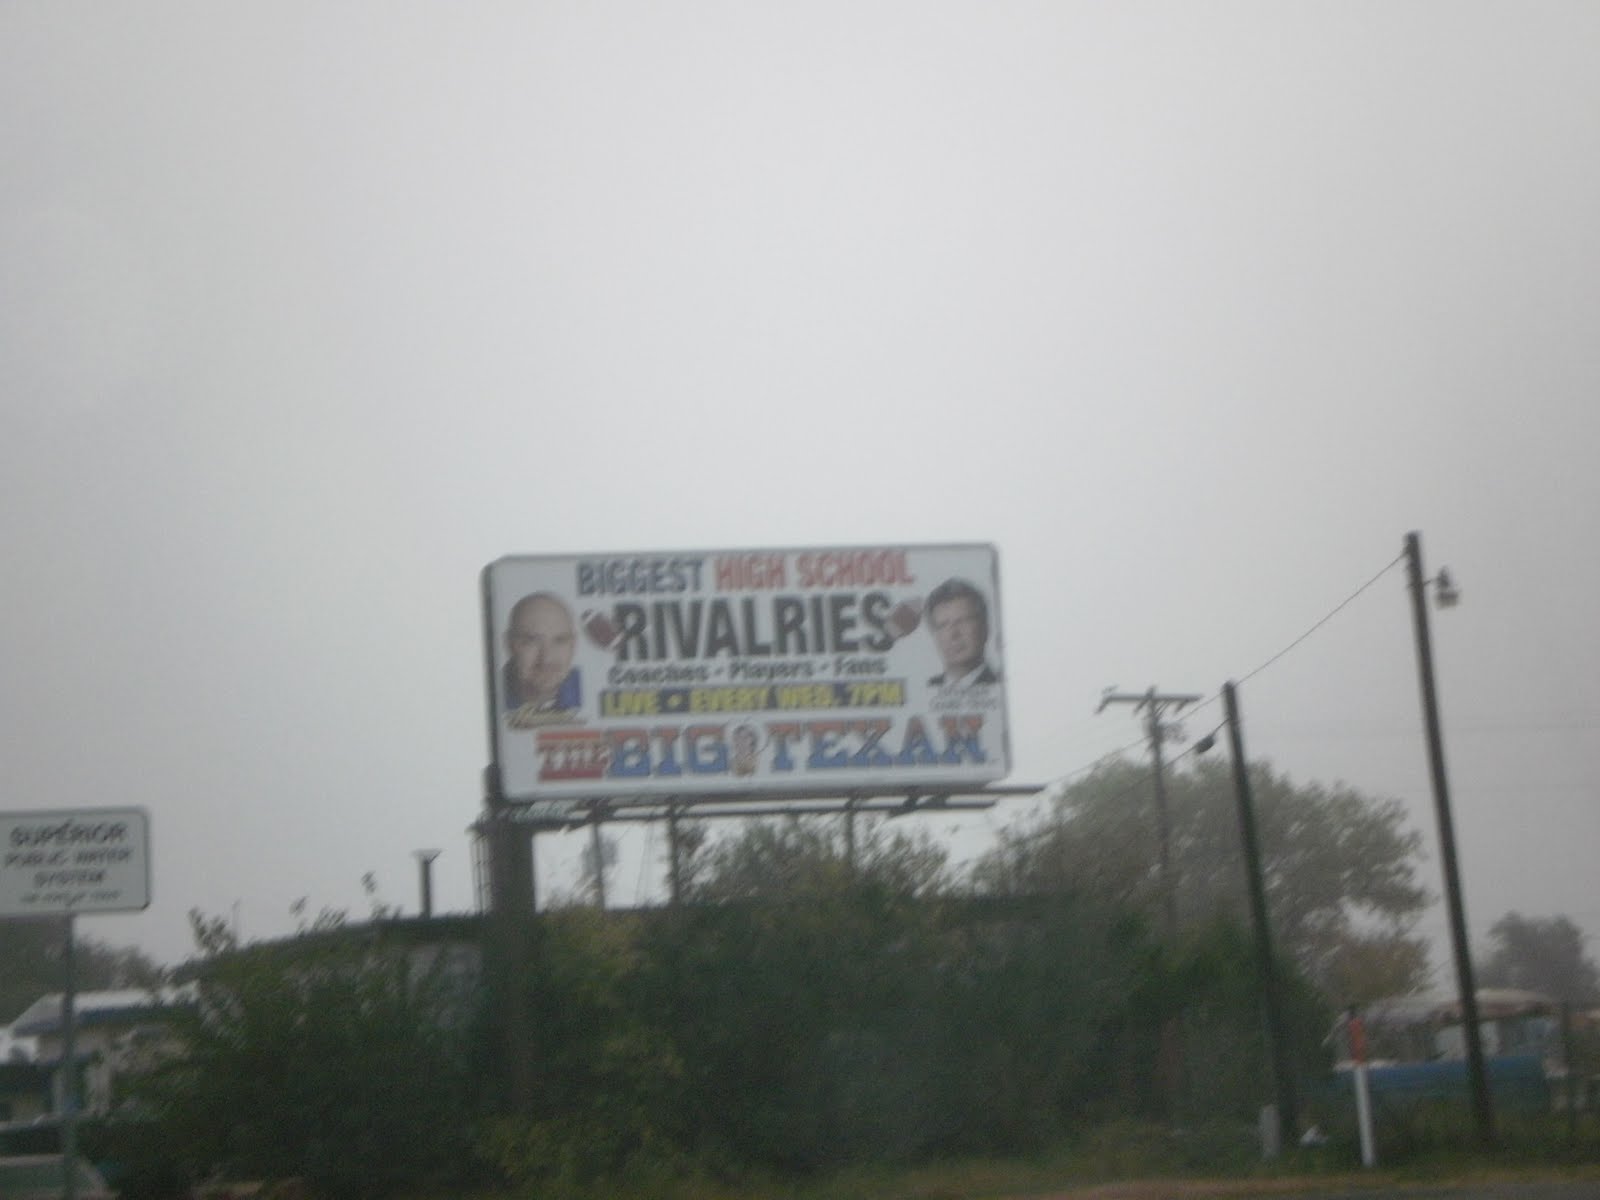 BIGGEST HIGH SCHOOL
RIVALRIES
Coaches • Players • Fans
LIVE • EVERY WED. 7PM
THE BIG TEXAN
SUPERIOR
PUBLIC WATER
SYSTEM